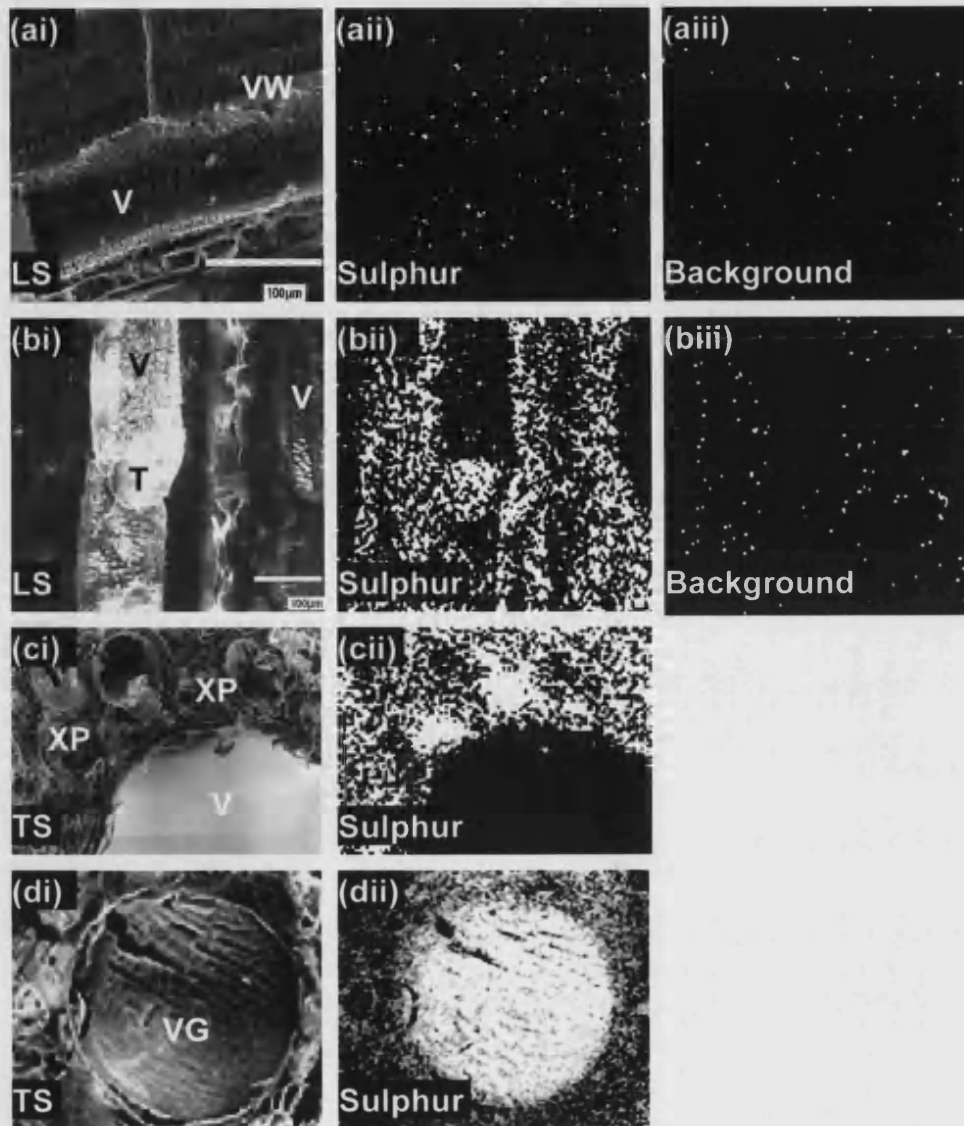 (ai)
VW
V
LS
100µm
(aii)
Sulphur
(aiii)
Background
(bi)
V
V
T
LS
100µm
(bii)
Sulphur
(biii)
Background
(ci)
XP
XP
V
TS
(cii)
Sulphur
(di)
VG
TS
(dii)
Sulphur